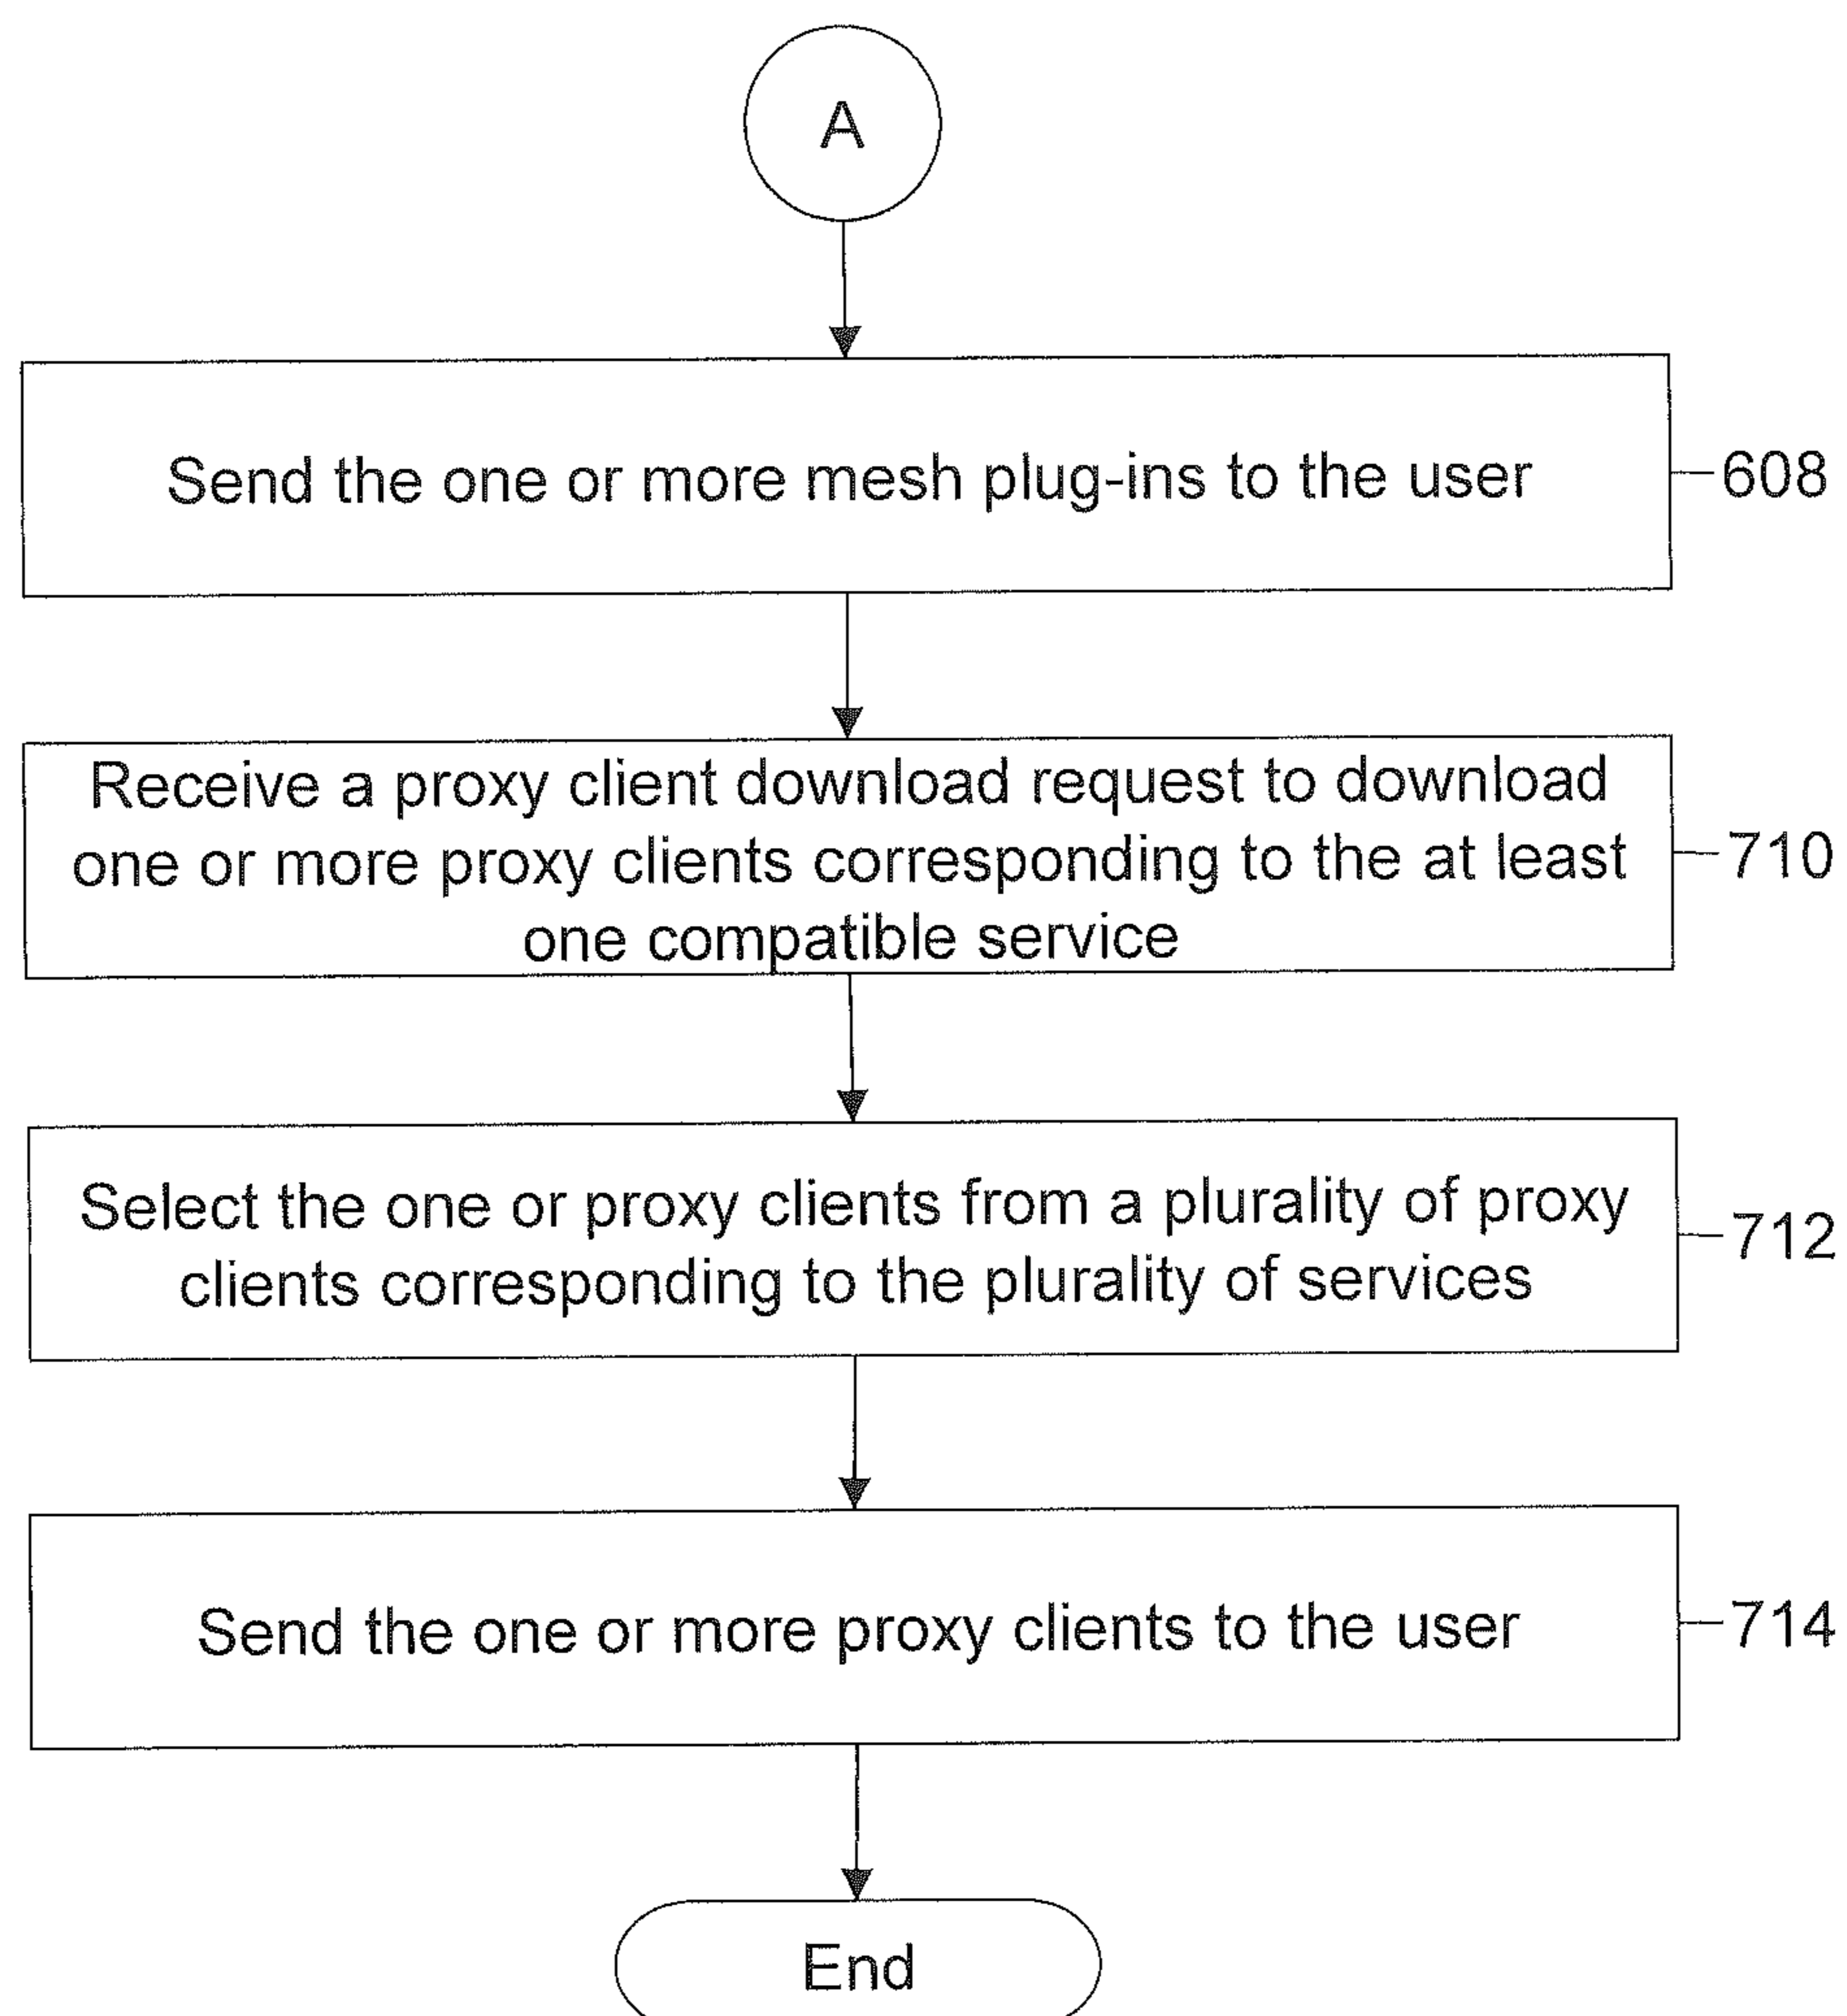 A
Send the one or more mesh plug-ins to the user
608
Receive a proxy client download request to download
one or more proxy clients corresponding to the at least
one compatible service
710
Select the one or proxy clients from a plurality of proxy
clients corresponding to the plurality of services
712
Send the one or more proxy clients to the user
714
End